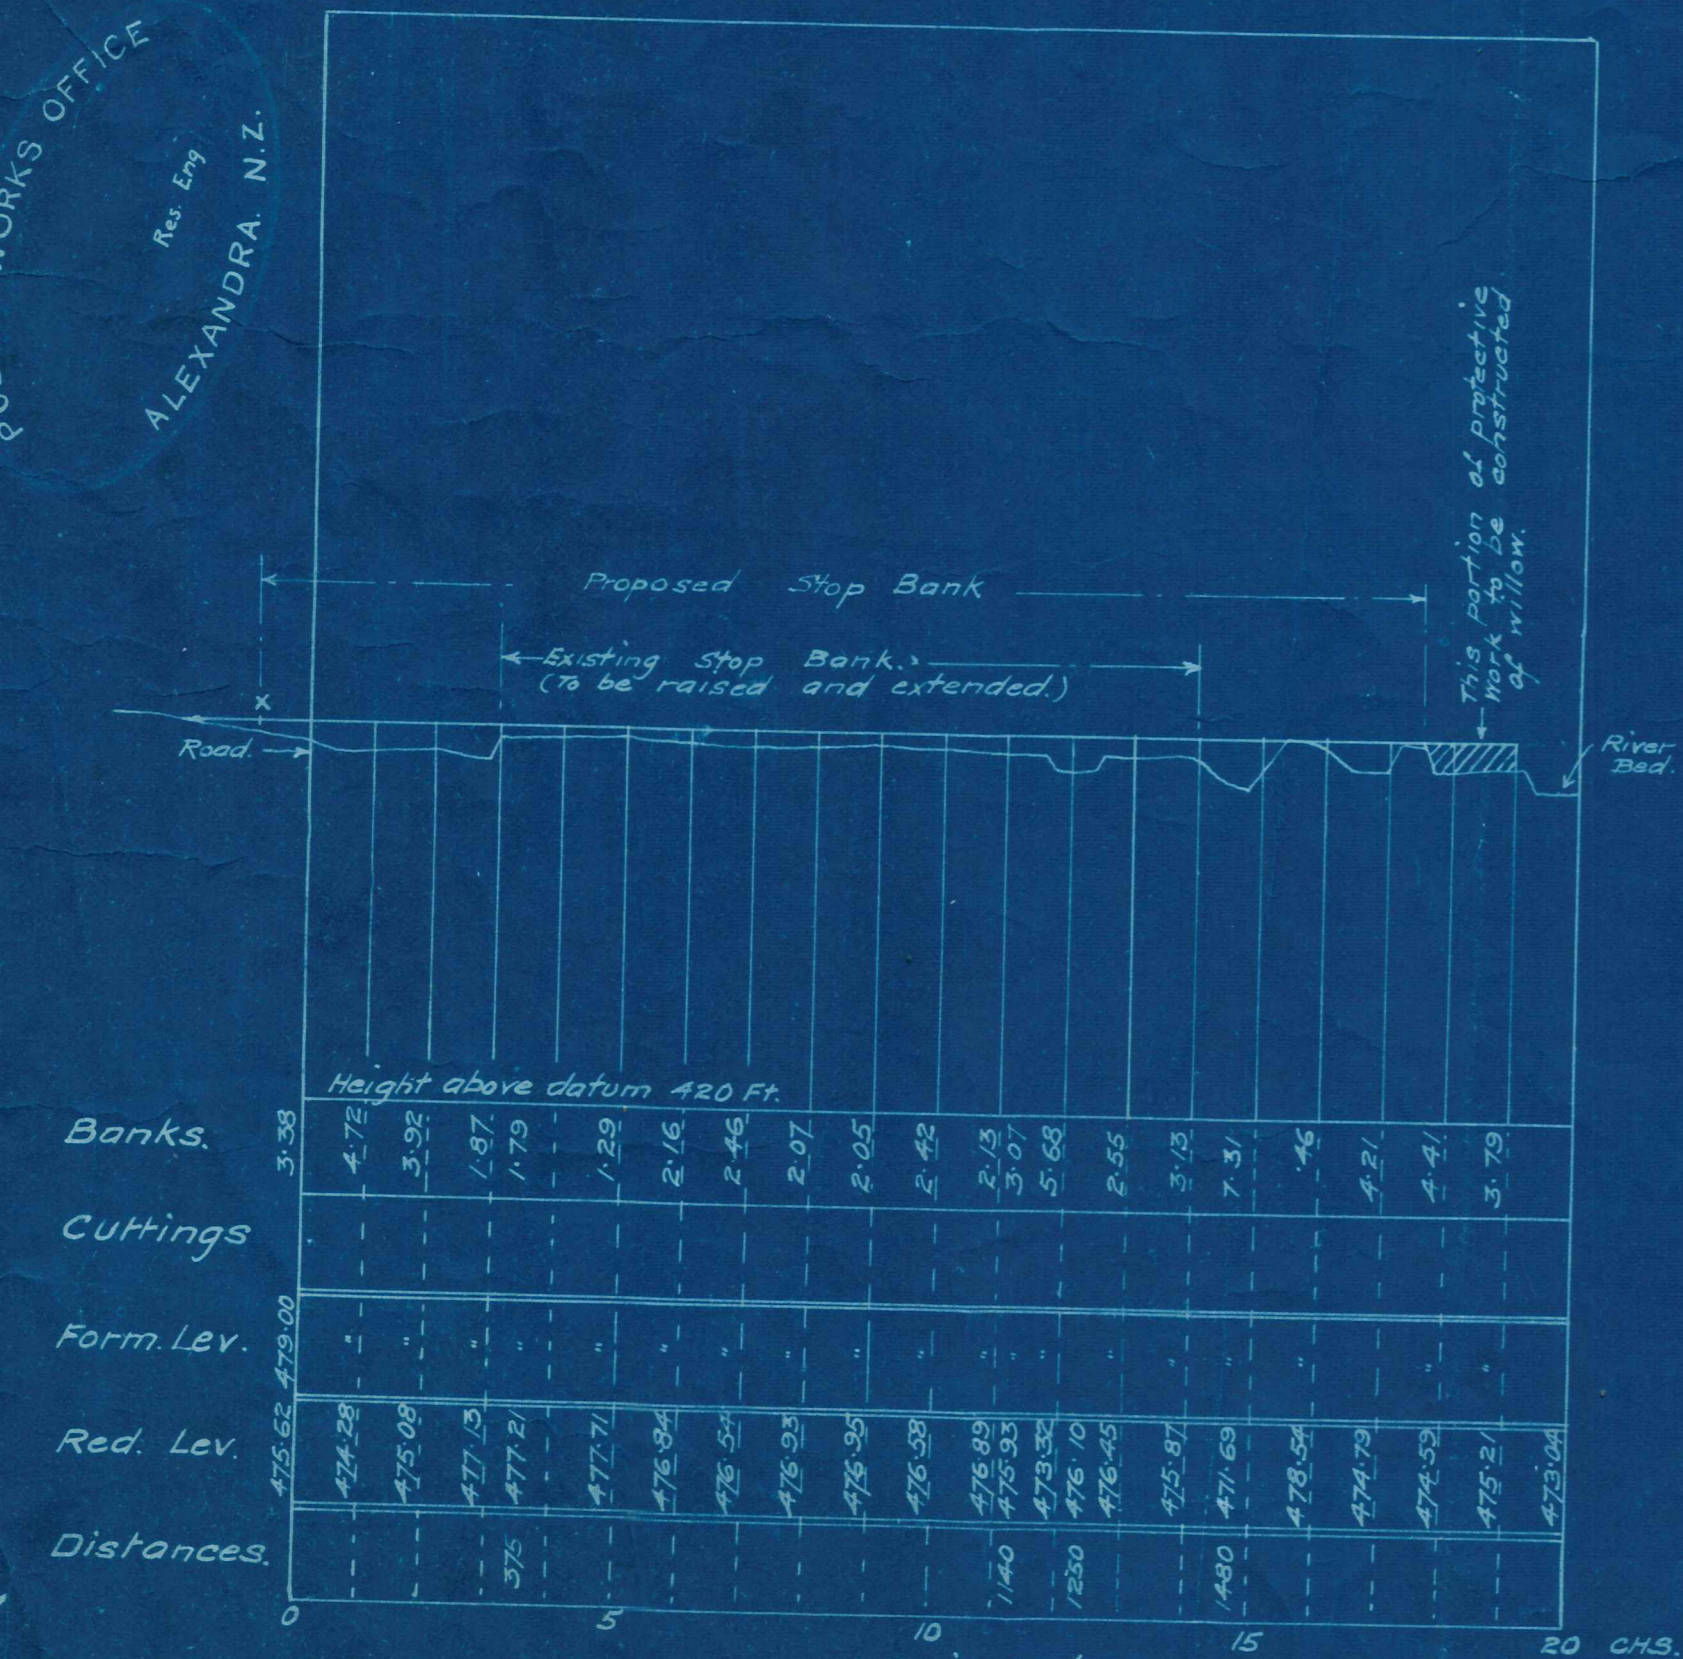 WORKS OFFICE
Res. Eng
ALEXANDRA. N.Z.
This portion of protective
work to be constructed
of willow.
Proposed Stop Bank
Existing Stop Bank.
(To be raised and extended.)
x
Road.
River
Bed.
Height above datum 420 Ft.
Banks. 3·38 4·72 3·92 1·87 1·79 1·29 2·16 2·46 2·07 2·05 2·42 2·13 3·07 5·68 2·55 3·13 7·31 ·46 4·21 4·41 3·79
Cuttings
Form. Lev. 479·00 " " " " " " " " " " " " " " " " " " "
Red. Lev. 475·62 474·28 475·08 477·13 477·21 477·71 476·84 476·54 476·93 476·95 476·58 476·89 475·93 473·32 476·10 476·45 475·87 471·69 478·54 474·79 474·59 475·21 473·04
Distances. 375 1140 1250 1480
0 5 10 15 20 CHS.